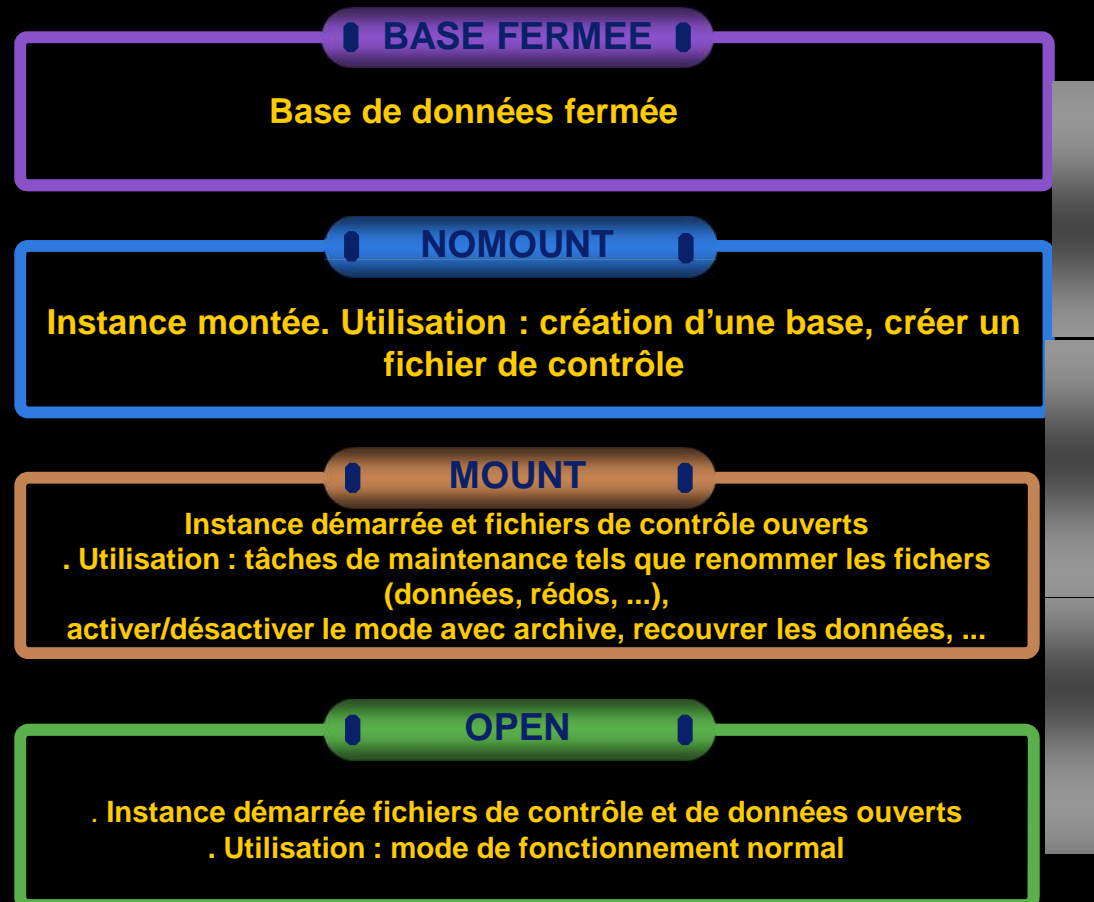 BASE FERMEE
Base de données fermée
NOMOUNT
Instance montée. Utilisation : création d’une base, créer un
fichier de contrôle
MOUNT
Instance démarrée et fichiers de contrôle ouverts
. Utilisation : tâches de maintenance tels que renommer les fichers
(données, rédos, ...),
activer/désactiver le mode avec archive, recouvrer les données, ...
OPEN
. Instance démarrée fichiers de contrôle et de données ouverts
. Utilisation : mode de fonctionnement normal